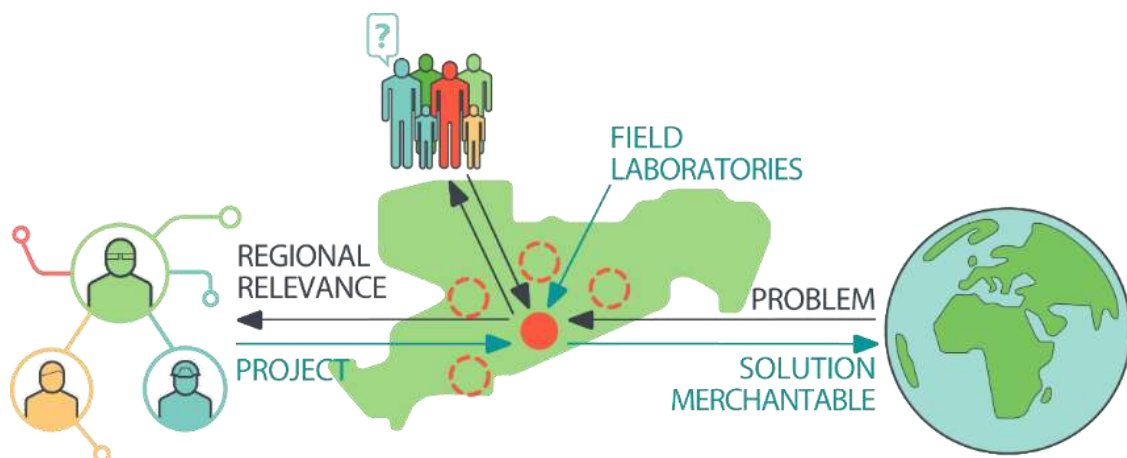 ?
FIELD
LABORATORIES
REGIONAL
RELEVANCE
PROBLEM
PROJECT
SOLUTION
MERCHANTABLE